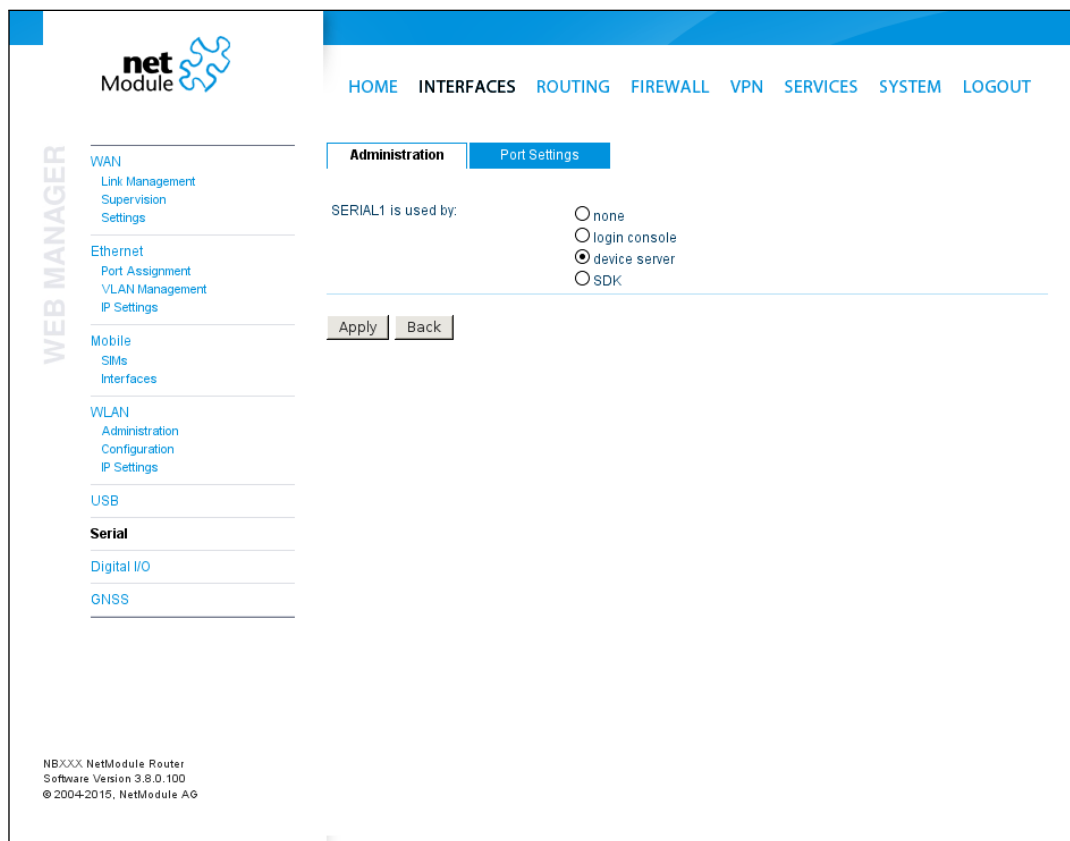 net
Module
HOME INTERFACES ROUTING FIREWALL VPN SERVICES SYSTEM LOGOUT
WEB MANAGER
WAN
Link Management
Supervision
Settings
Ethernet
Port Assignment
VLAN Management
IP Settings
Mobile
SIMs
Interfaces
WLAN
Administration
Configuration
IP Settings
USB
Serial
Digital I/O
GNSS
Administration Port Settings
SERIAL1 is used by:
none
login console
device server
SDK
Apply Back
NBXXX NetModule Router
Software Version 3.8.0.100
© 2004-2015, NetModule AG